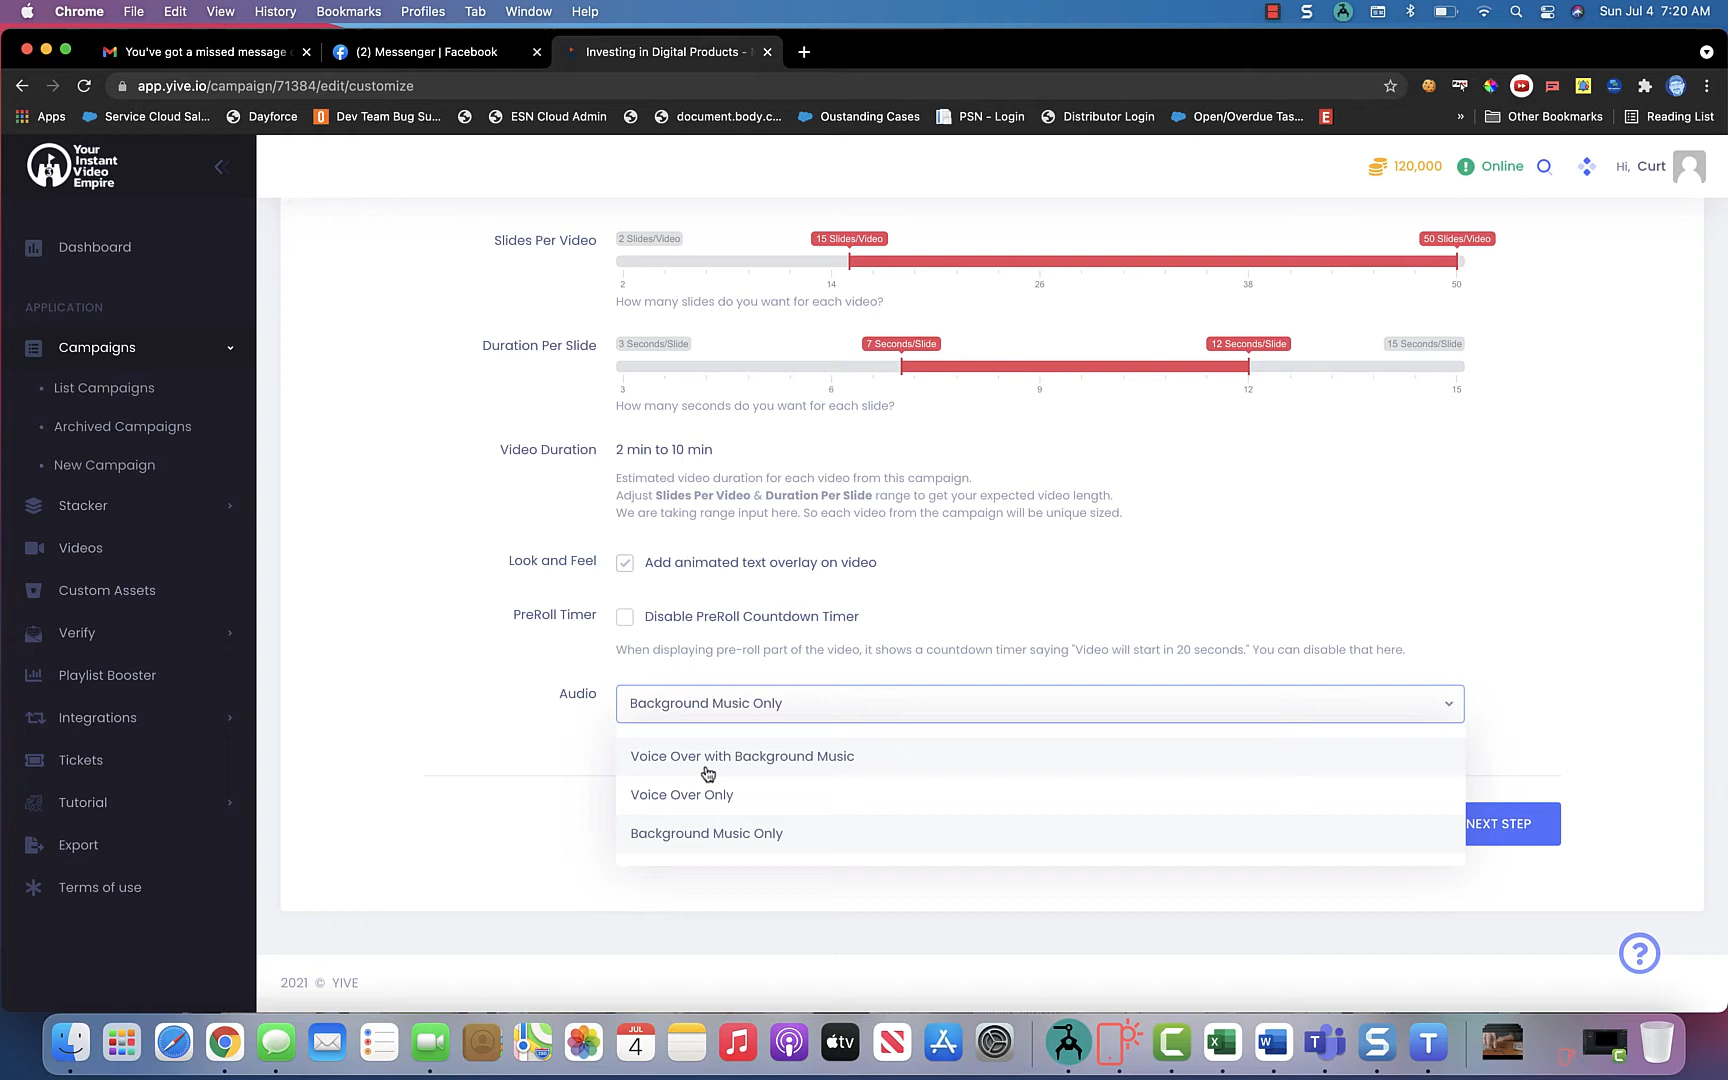 Chrome File Edit View History Bookmarks Profiles Tab Window Help
Sun Jul 4 7:20 AM
You've got a missed message
(2) Messenger | Facebook
Investing in Digital Products -
app.yive.io/campaign/71384/edit/customize
Apps Service Cloud Sal... Dayforce Dev Team Bug Su... ESN Cloud Admin document.body.c... Oustanding Cases PSN - Login Distributor Login Open/Overdue Tas... » Other Bookmarks Reading List
Your
Instant
Video
Empire
120,000 Online Hi, Curt
Dashboard
APPLICATION
Campaigns
List Campaigns
Archived Campaigns
New Campaign
Stacker
Videos
Custom Assets
Verify
Playlist Booster
Integrations
Tickets
Tutorial
Export
Terms of use
Slides Per Video
2 Slides/Video 15 Slides/Video 50 Slides/Video
2 14 26 38 50
How many slides do you want for each video?
Duration Per Slide
3 Seconds/Slide 7 Seconds/Slide 12 Seconds/Slide 15 Seconds/Slide
3 6 9 12 15
How many seconds do you want for each slide?
Video Duration 2 min to 10 min
Estimated video duration for each video from this campaign.
Adjust Slides Per Video & Duration Per Slide range to get your expected video length.
We are taking range input here. So each video from the campaign will be unique sized.
Look and Feel Add animated text overlay on video
PreRoll Timer Disable PreRoll Countdown Timer
When displaying pre-roll part of the video, it shows a countdown timer saying "Video will start in 20 seconds." You can disable that here.
Audio Background Music Only
Voice Over with Background Music
Voice Over Only
Background Music Only
NEXT STEP
?
2021 © YIVE
JUL
4
tv